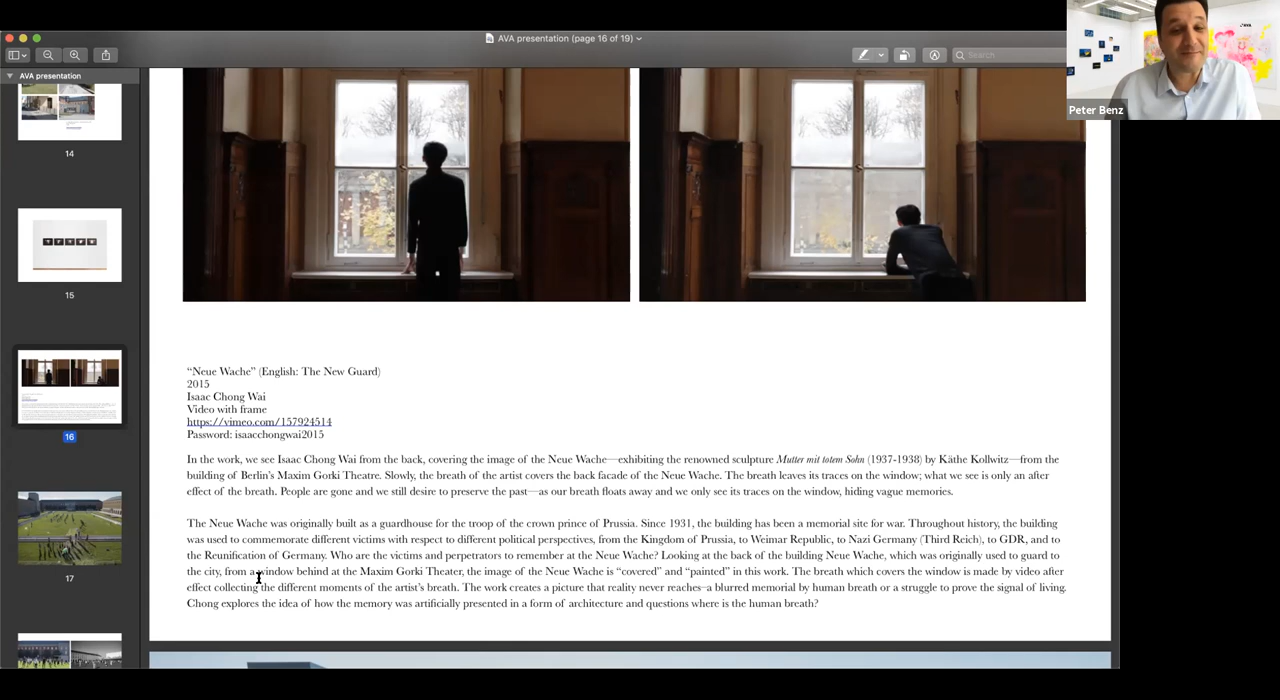 AVA presentation (page 16 of 19)
Search
AVA presentation
14
15
16
17
Peter Benz
“Neue Wache” (English: The New Guard)
2015
Isaac Chong Wai
Video with frame
https://vimeo.com/157924514
Password: isaacchongwai2015
In the work, we see Isaac Chong Wai from the back, covering the image of the Neue Wache—exhibiting the renowned sculpture Mutter mit totem Sohn (1937-1938) by Käthe Kollwitz—from the
building of Berlin's Maxim Gorki Theatre. Slowly, the breath of the artist covers the back facade of the Neue Wache. The breath leaves its traces on the window; what we see is only an after
effect of the breath. People are gone and we still desire to preserve the past—as our breath floats away and we only see its traces on the window, hiding vague memories.
The Neue Wache was originally built as a guardhouse for the troop of the crown prince of Prussia. Since 1931, the building has been a memorial site for war. Throughout history, the building
was used to commemorate different victims with respect to different political perspectives, from the Kingdom of Prussia, to Weimar Republic, to Nazi Germany (Third Reich), to GDR, and to
the Reunification of Germany. Who are the victims and perpetrators to remember at the Neue Wache? Looking at the back of the building Neue Wache, which was originally used to guard to
the city, from a window behind at the Maxim Gorki Theater, the image of the Neue Wache is “covered” and “painted” in this work. The breath which covers the window is made by video after
effect collecting the different moments of the artist's breath. The work creates a picture that reality never reaches–a blurred memorial by human breath or a struggle to prove the signal of living.
Chong explores the idea of how the memory was artificially presented in a form of architecture and questions where is the human breath?